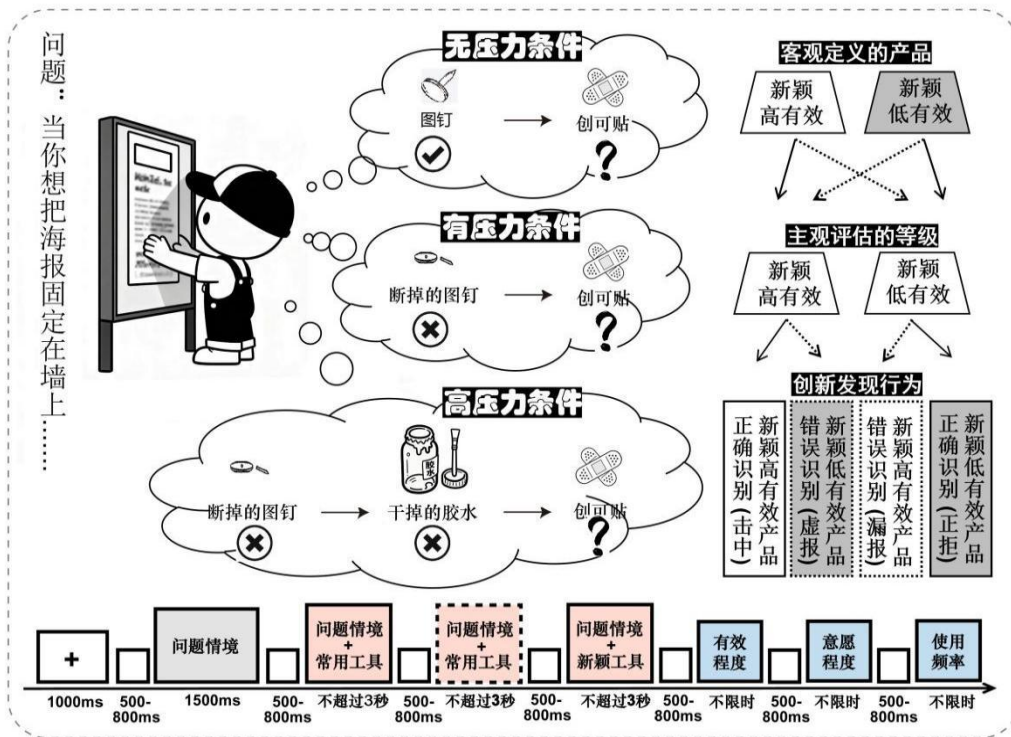 问题：当你想把海报固定在墙上……
无压力条件
图钉
创可贴
?
有压力条件
断掉的图钉
创可贴
?
高压力条件
胶水
断掉的图钉
干掉的胶水
创可贴
?
客观定义的产品
新颖
高有效
新颖
低有效
主观评估的等级
新颖
高有效
新颖
低有效
创新发现行为
新颖高有效产品
正确识别(击中)
新颖低有效产品
错误识别(虚报)
新颖高有效产品
错误识别(漏报)
新颖低有效产品
正确识别(正拒)
+
问题情境
问题情境
+
常用工具
问题情境
+
常用工具
问题情境
+
新颖工具
有效
程度
意愿
程度
使用
频率
1000ms
500-
800ms
1500ms
500-
800ms
不超过3秒
500-
800ms
不超过3秒
500-
800ms
不超过3秒
500-
800ms
不限时
500-
800ms
不限时
500-
800ms
不限时